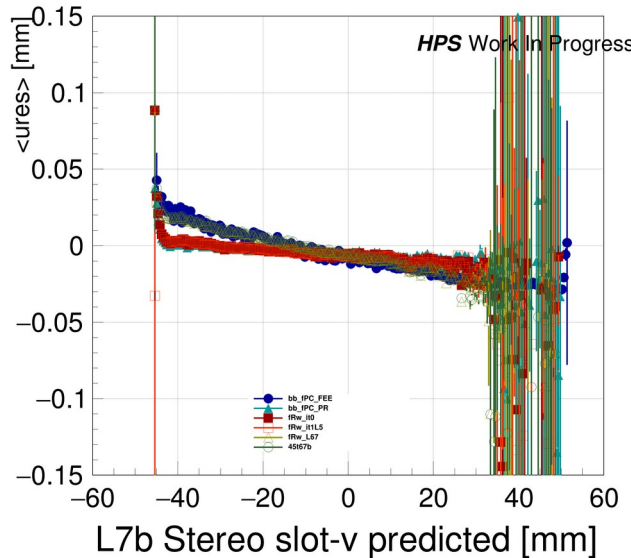 0.15
HPS Work In Progress
<ures> [mm]
0.1
0.05
0
−0.05
−0.1
−0.15
bb_fPC_FEE
bb_fPC_PR
fRw_it0
fRw_it1L5
fRw_L67
45t67b
−60 −40 −20 0 20 40 60
L7b Stereo slot-v predicted [mm]